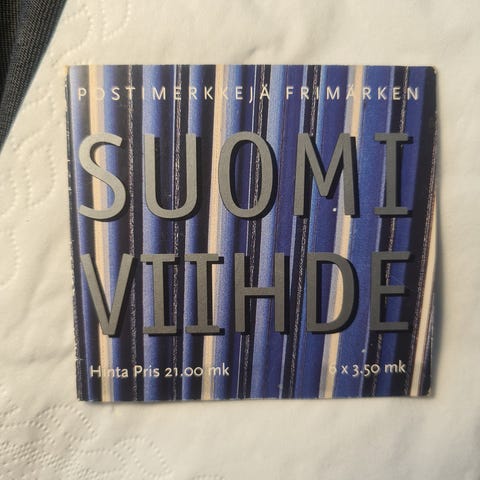 POSTIMERKKEJÄ FRIMÄRKEN
SUOMI
VIIHDE
Hinta Pris 21.00 mk 6 x 3.50 mk